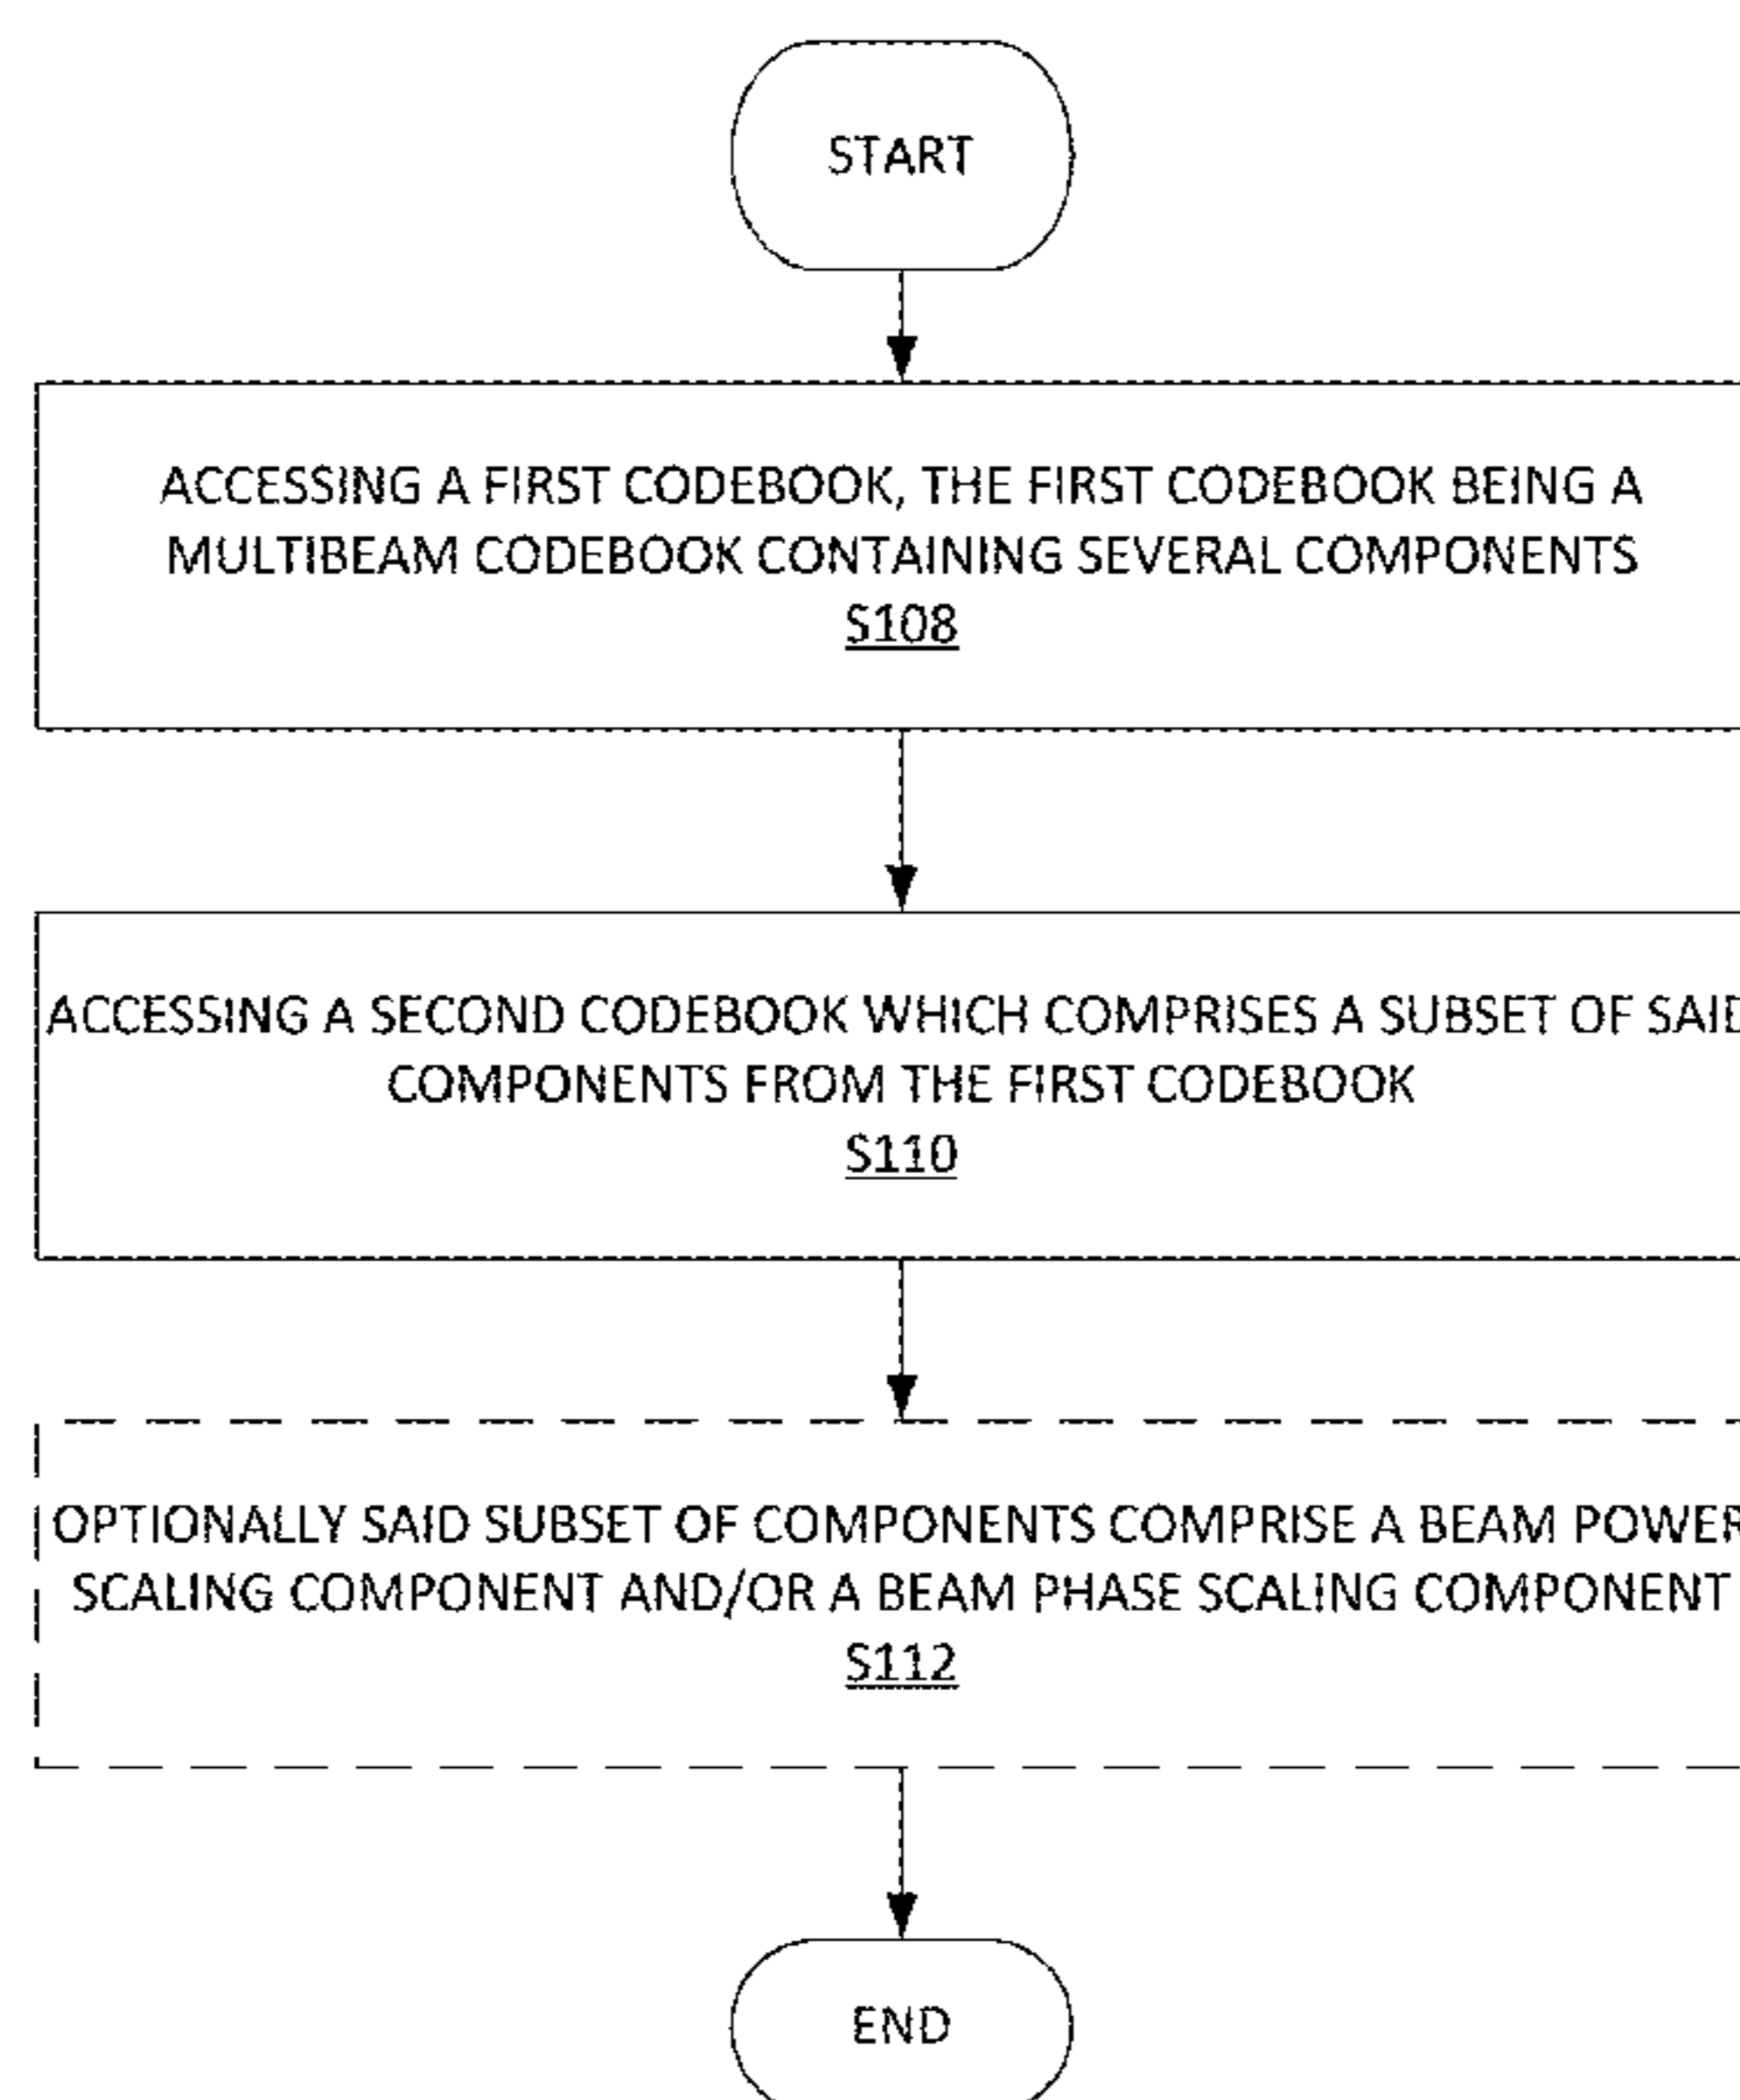 START
ACCESSING A FIRST CODEBOOK, THE FIRST CODEBOOK BEING A
MULTIBEAM CODEBOOK CONTAINING SEVERAL COMPONENTS
S108
ACCESSING A SECOND CODEBOOK WHICH COMPRISES A SUBSET OF SAID
COMPONENTS FROM THE FIRST CODEBOOK
S110
OPTIONALLY SAID SUBSET OF COMPONENTS COMPRISE A BEAM POWER
SCALING COMPONENT AND/OR A BEAM PHASE SCALING COMPONENT
S112
END